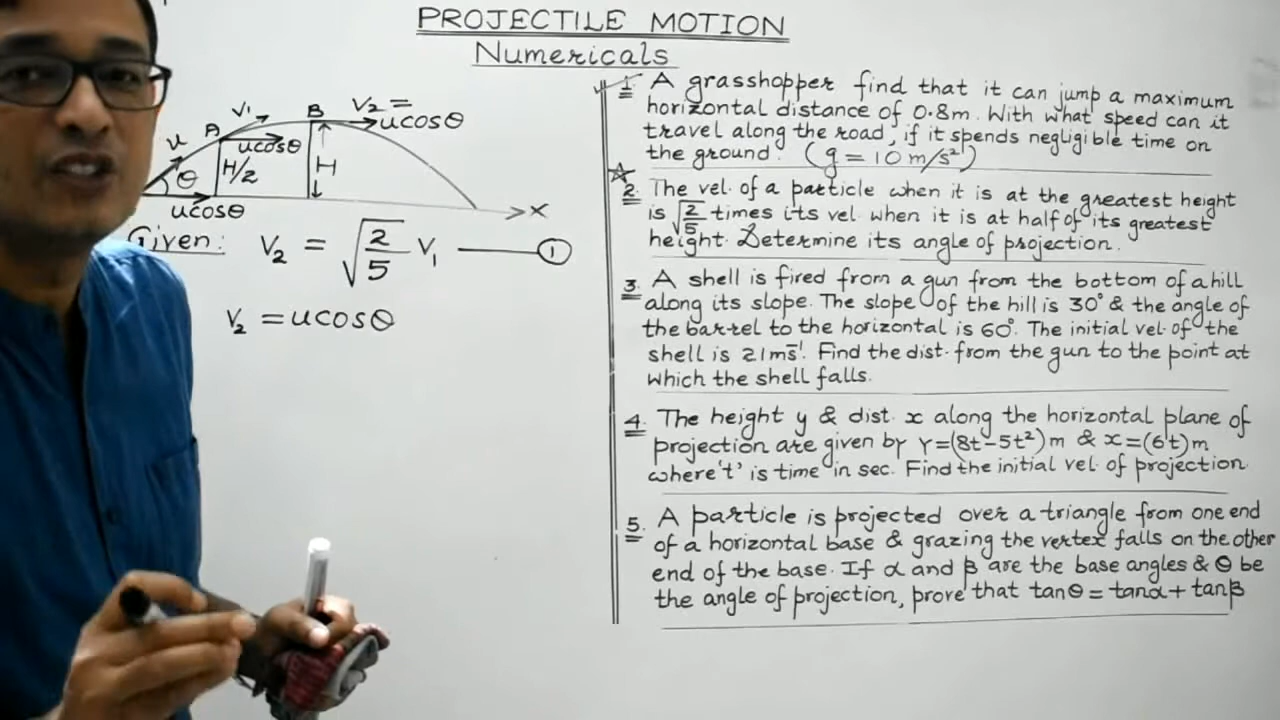 PROJECTILE MOTION
Numericals
1. A grasshopper find that it can jump a maximum
horizontal distance of 0.8m. With what speed can it
travel along the road, if it spends negligible time on
the ground. (g = 10 m/s²)
2. The vel. of a particle when it is at the greatest height
is √2/5 times its vel. when it is at half of its greatest
height. Determine its angle of projection.
3. A shell is fired from a gun from the bottom of a hill
along its slope. The slope of the hill is 30° & the angle of
the barrel to the horizontal is 60°. The initial vel. of the
shell is 21ms⁻¹. Find the dist. from the gun to the point at
which the shell falls.
4. The height y & dist. x along the horizontal plane of
projection are given by Y=(8t-5t²)m & x=(6t)m
where 't' is time in sec. Find the initial vel. of projection
5. A particle is projected over a triangle from one end
of a horizontal base & grazing the vertex falls on the other
end of the base. If α and β are the base angles & θ be
the angle of projection, prove that tanθ = tanα + tanβ
u
θ
ucosθ
A
V₁
ucosθ
H/2
B
H
V₂ =
ucosθ
X
Given: V₂ = √2/5 V₁ ——— ①
V₂ = ucosθ